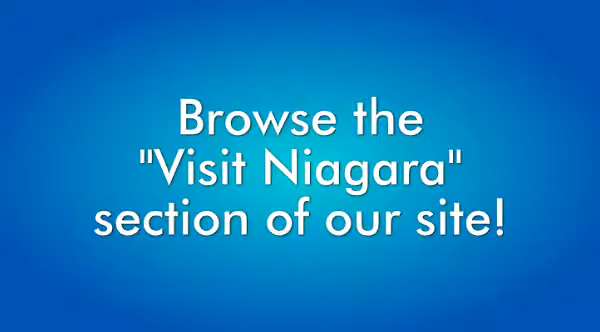 Browse the
"Visit Niagara"
section of our site!